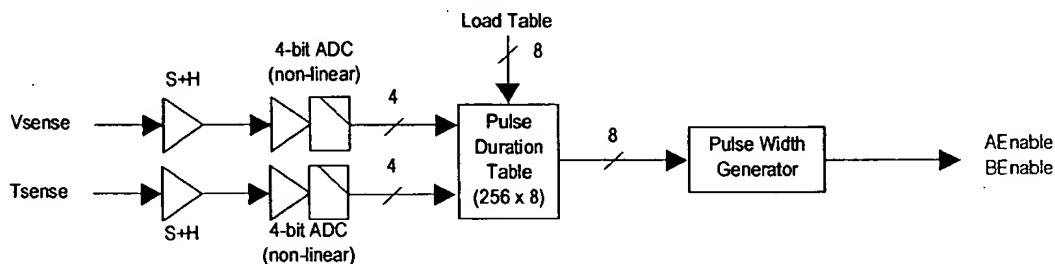 Load Table
8
4-bit ADC
(non-linear)
S+H
4
Vsense
Pulse
Duration
Table
(256 x 8)
8
Pulse Width
Generator
AEnable
BEnable
Tsense
4
S+H
4-bit ADC
(non-linear)